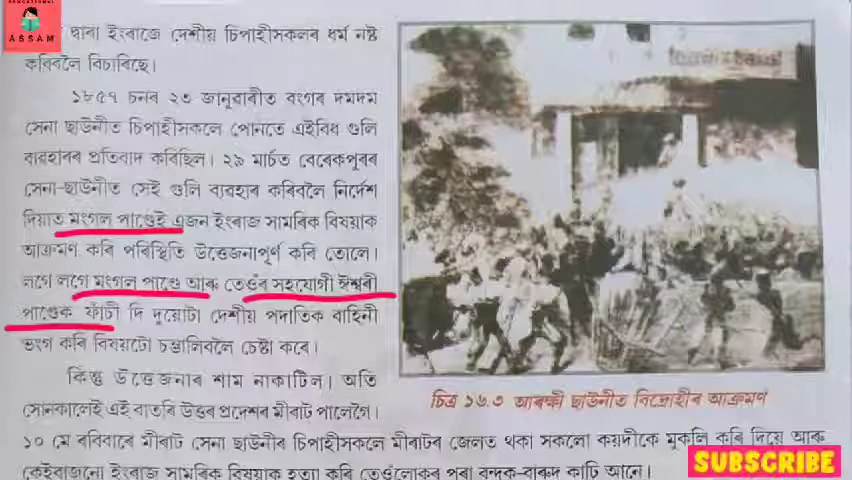 EDUCATIONAL
ASSAM
দ্বাৰা ইংৰাজে দেশীয় চিপাহীসকলৰ ধৰ্ম নষ্ট
কৰিবলৈ বিচাৰিছে।
১৮৫৭ চনৰ ২৩ জানুৱাৰীত বংগৰ দমদম
সেনা ছাউনীত চিপাহীসকলে পোনতে এইবিধ গুলি
ব্যৱহাৰৰ প্ৰতিবাদ কৰিছিল। ২৯ মাৰ্চত বেৰেকপুৰৰ
সেনা-ছাউনীত সেই গুলি ব্যৱহাৰ কৰিবলৈ নিৰ্দেশ
দিয়াত মংগল পাণ্ডেই এজন ইংৰাজ সামৰিক বিষয়াক
আক্ৰমণ কৰি পৰিস্থিতি উত্তেজনাপূৰ্ণ কৰি তোলে।
লগে লগে মংগল পাণ্ডে আৰু তেওঁৰ সহযোগী ঈশ্বৰী
পাণ্ডেক ফাঁচী দি দুয়োটা দেশীয় পদাতিক বাহিনী
ভংগ কৰি বিষয়টো চম্ভালিবলৈ চেষ্টা কৰে।
কিন্তু উত্তেজনাৰ শাম নাকাটিল। অতি
সোনকালেই এই বাতৰি উত্তৰ প্ৰদেশৰ মীৰাট পালেগৈ।
চিত্ৰ ১৬.৩ আৰক্ষী ছাউনীত বিদ্ৰোহীৰ আক্ৰমণ
১০ মে ৰবিবাৰে মীৰাট সেনা ছাউনীৰ চিপাহীসকলে মীৰাটৰ জেলত থকা সকলো কয়দীকে মুকলি কৰি দিয়ে আৰু
কেইবাজনো ইংৰাজ সামৰিক বিষয়াক হত্যা কৰি তেওঁলোকৰ পৰা বন্দুক-বাৰুদ কাঢ়ি আনে।
SUBSCRIBE